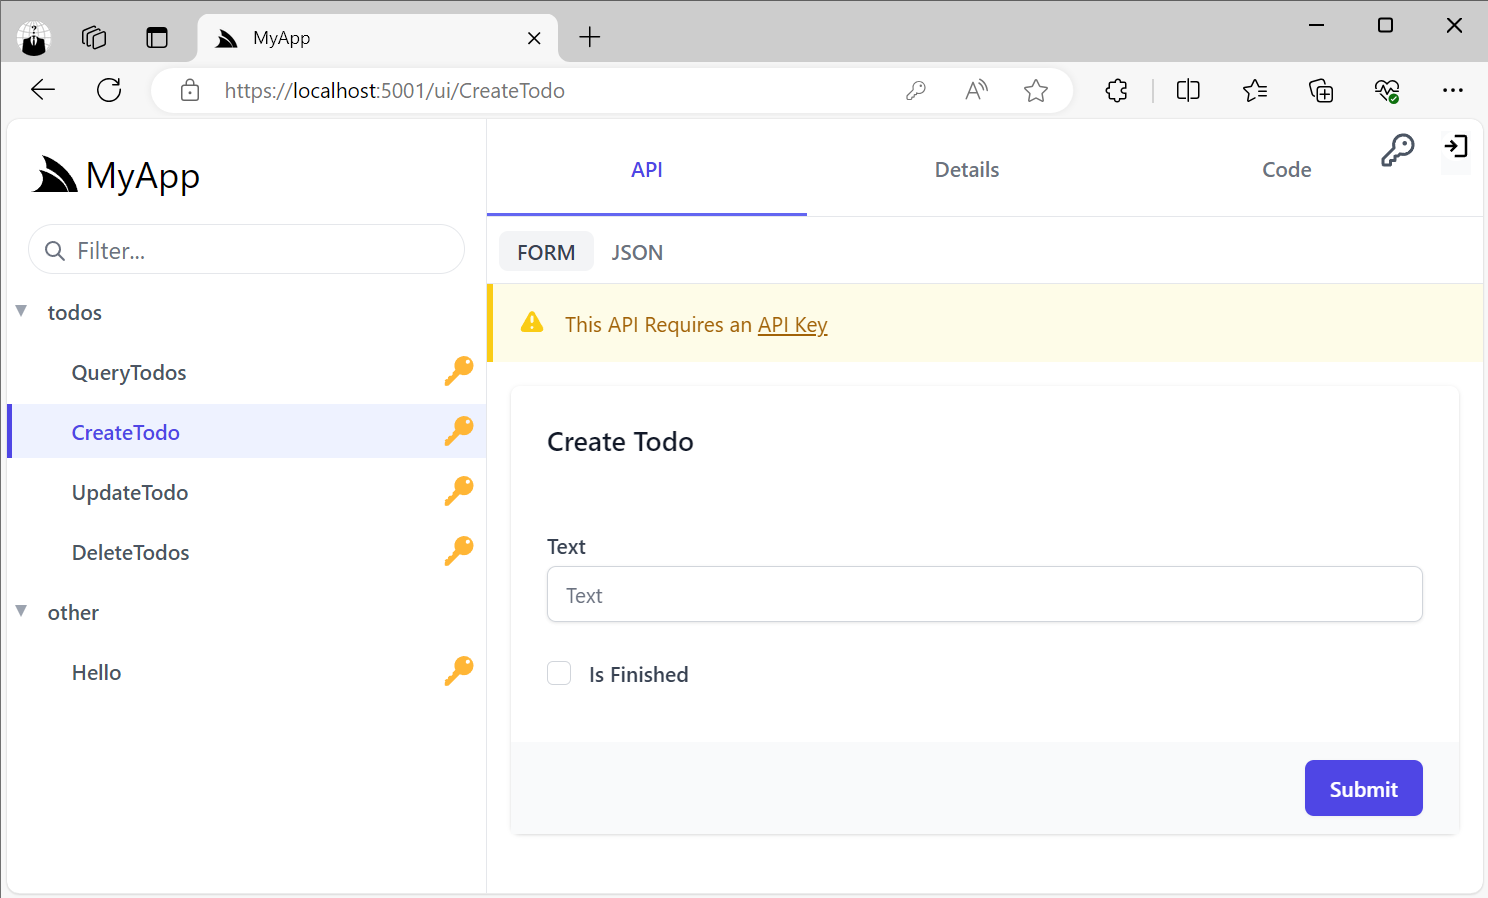 MyApp
https://localhost:5001/ui/CreateTodo
MyApp
Filter...
todos
QueryTodos
CreateTodo
UpdateTodo
DeleteTodos
other
Hello
API Details Code
FORM JSON
This API Requires an API Key
Create Todo
Text
Text
Is Finished
Submit